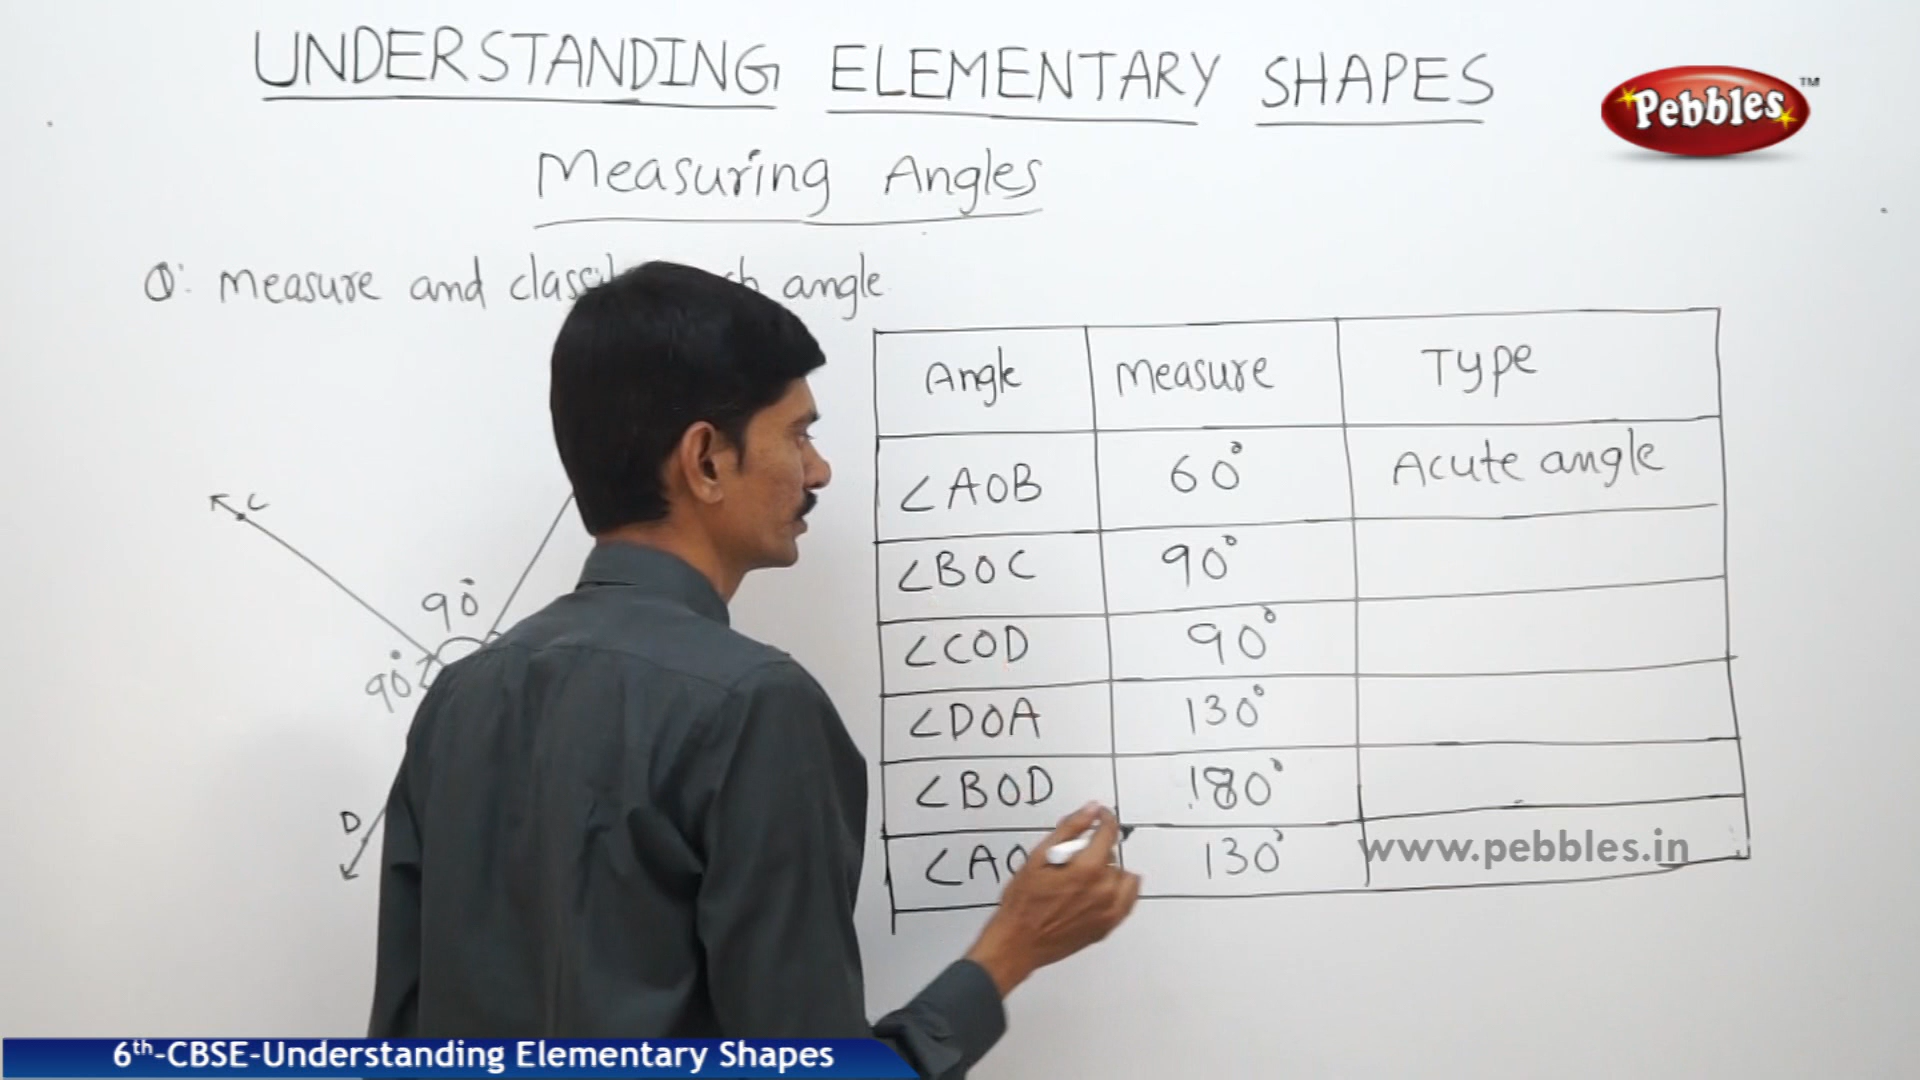 UNDERSTANDING ELEMENTARY SHAPES
Pebbles TM
Measuring Angles
Q: Measure and angle
Angle Measure Type
∠AOB 60° Acute angle
∠BOC 90°
∠COD 90°
∠DOA 130°
∠BOD 180°
130°
C
90°
90°
D
www.pebbles.in
6th-CBSE-Understanding Elementary Shapes